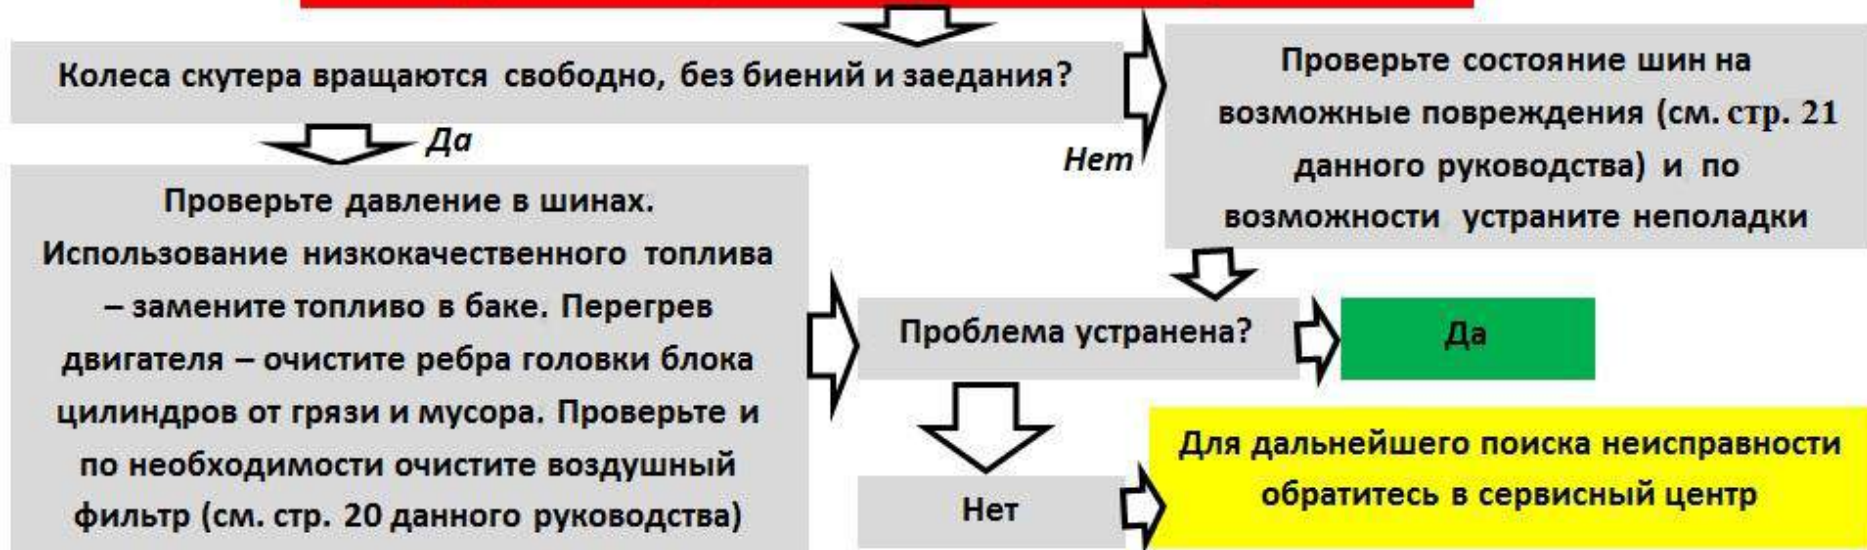 Колеса скутера вращаются свободно, без биений и заедания?
Да
Нет
Проверьте состояние шин на
возможные повреждения (см. стр. 21
данного руководства) и по
возможности устраните неполадки
Проверьте давление в шинах.
Использование низкокачественного топлива
– замените топливо в баке. Перегрев
двигателя – очистите ребра головки блока
цилиндров от грязи и мусора. Проверьте и
по необходимости очистите воздушный
фильтр (см. стр. 20 данного руководства)
Проблема устранена?
Да
Нет
Для дальнейшего поиска неисправности
обратитесь в сервисный центр